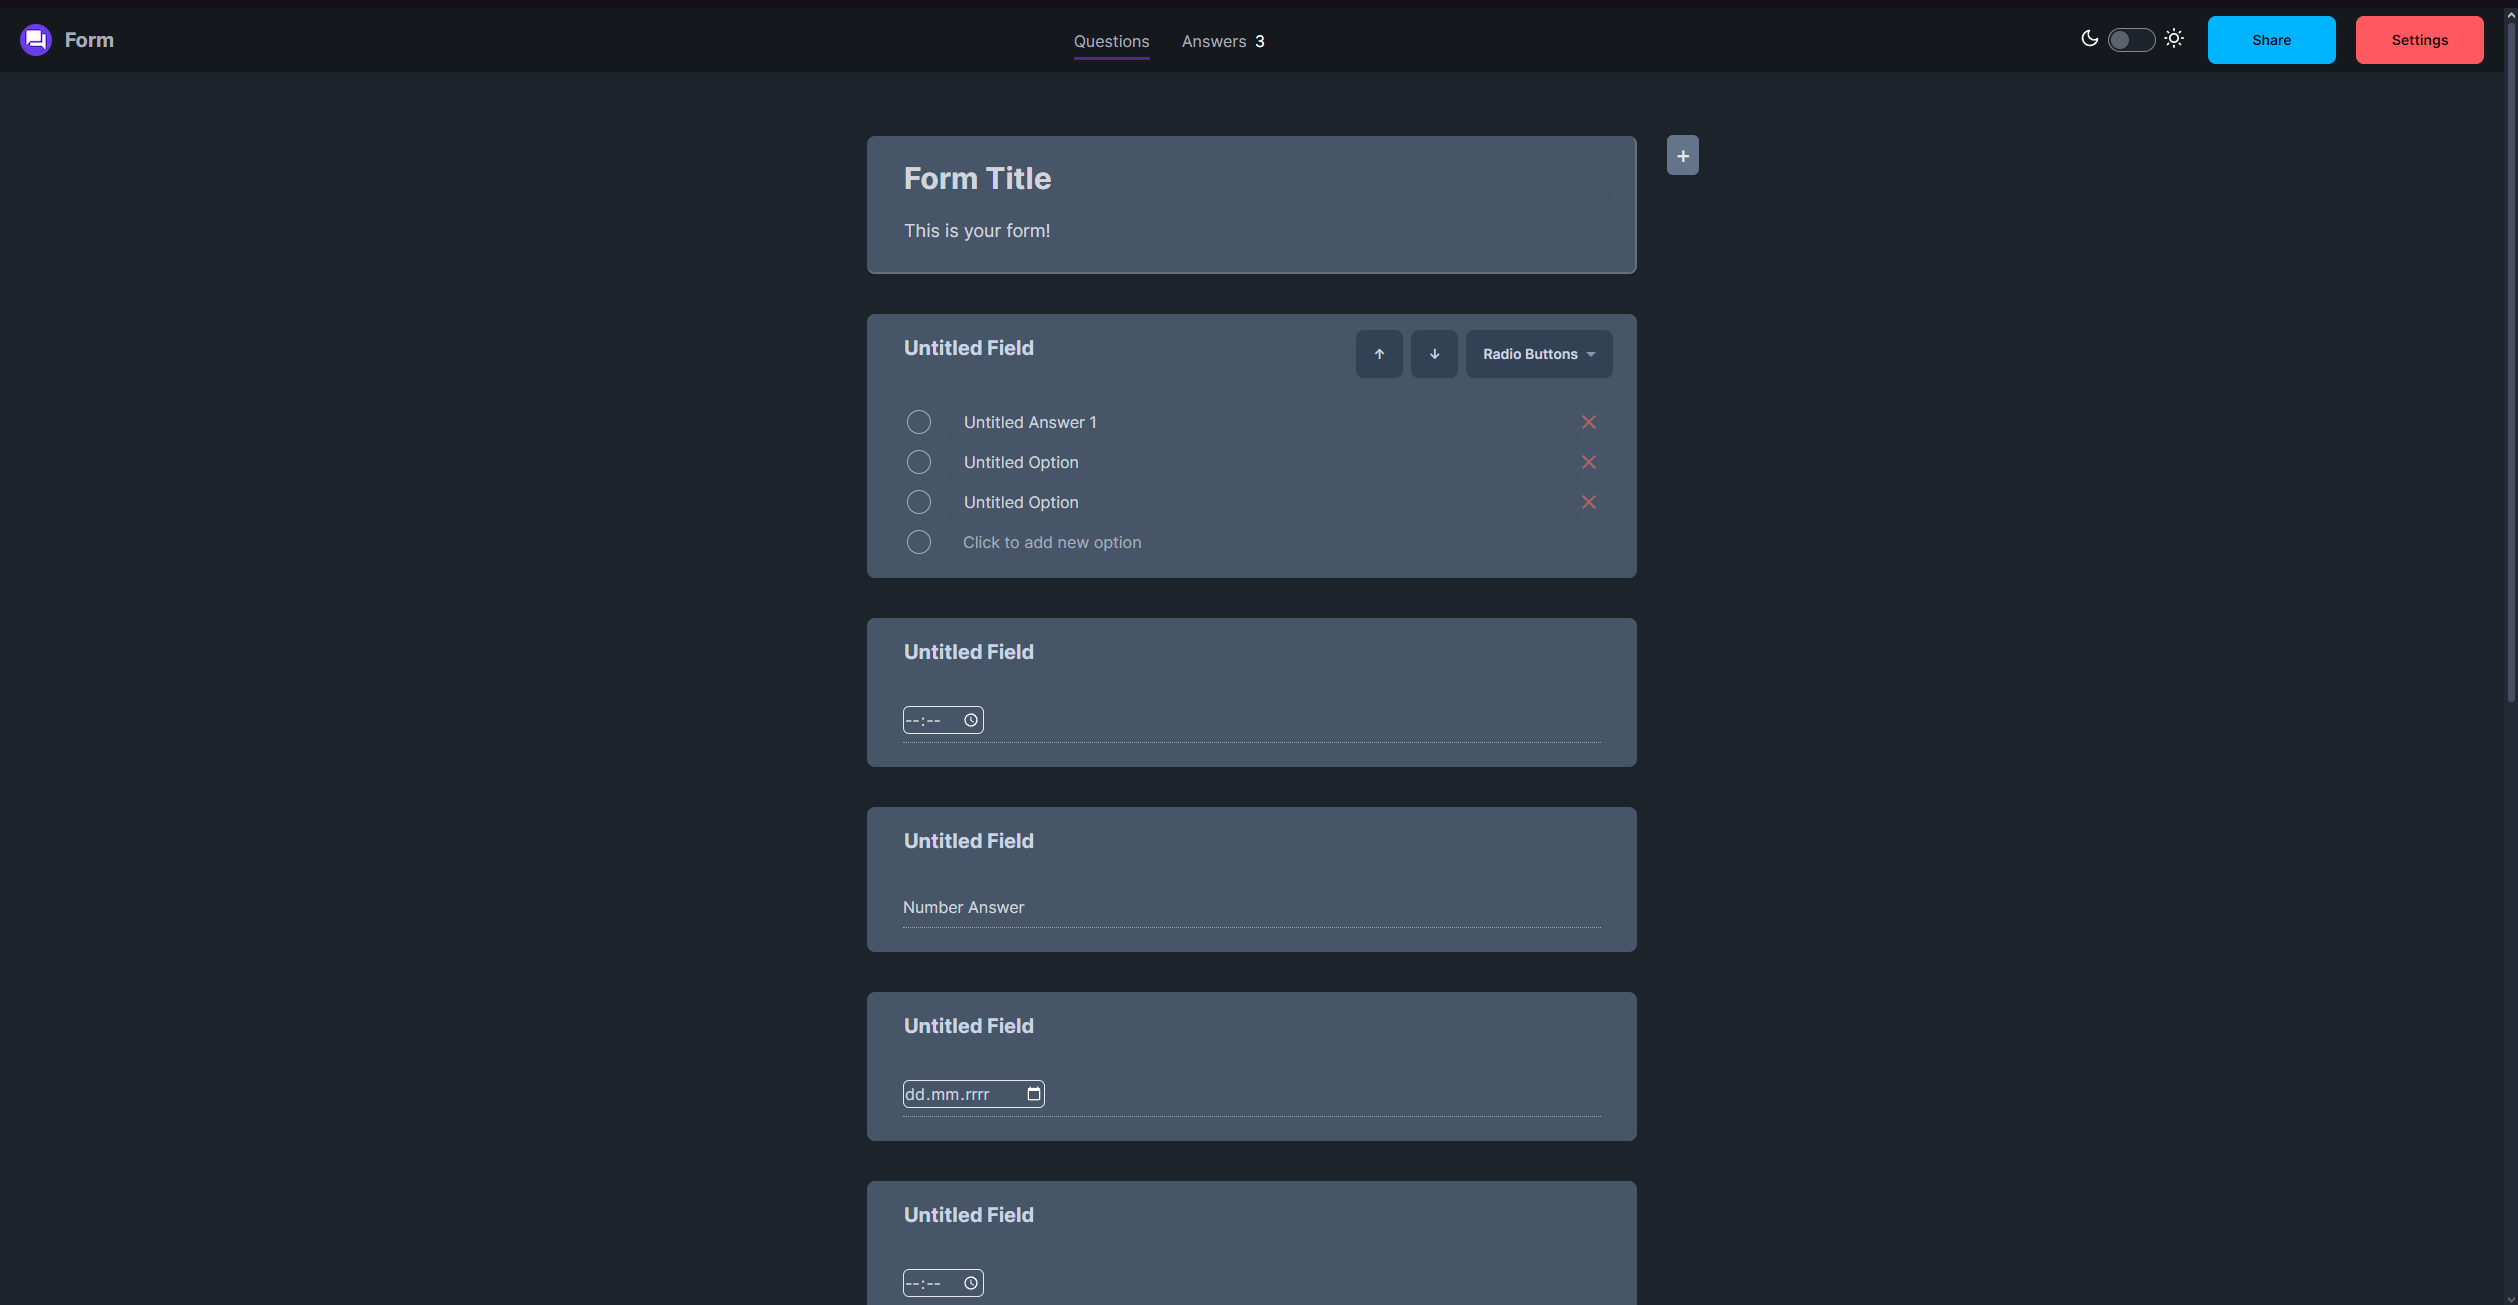 Form
Questions
Answers 3
Share
Settings
Form Title
This is your form!
Untitled Field
Radio Buttons
Untitled Answer 1
Untitled Option
Untitled Option
Click to add new option
Untitled Field
--:--
Untitled Field
Number Answer
Untitled Field
dd.mm.rrrr
Untitled Field
--:--